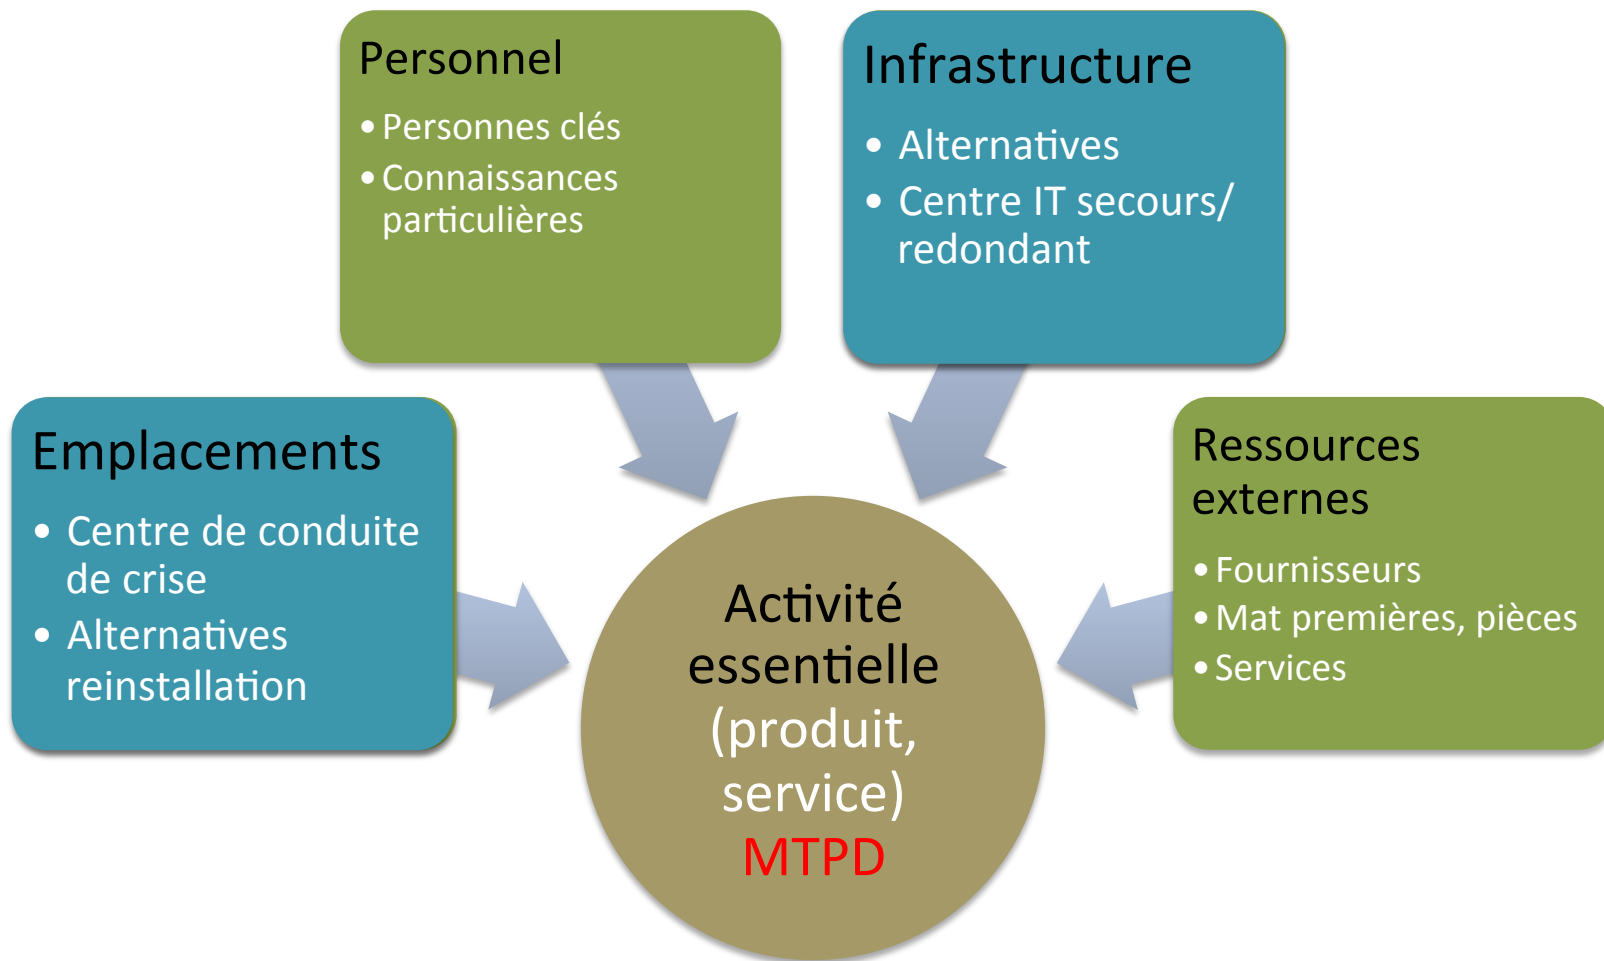 Personnel
• Personnes clés
• Connaissances
particulières
Infrastructure
• Alternatives
• Centre IT secours/
redondant
Emplacements
• Centre de conduite
de crise
• Alternatives
reinstallation
Ressources
externes
• Fournisseurs
• Mat premières, pièces
• Services
Activité
essentielle
(produit,
service)
MTPD